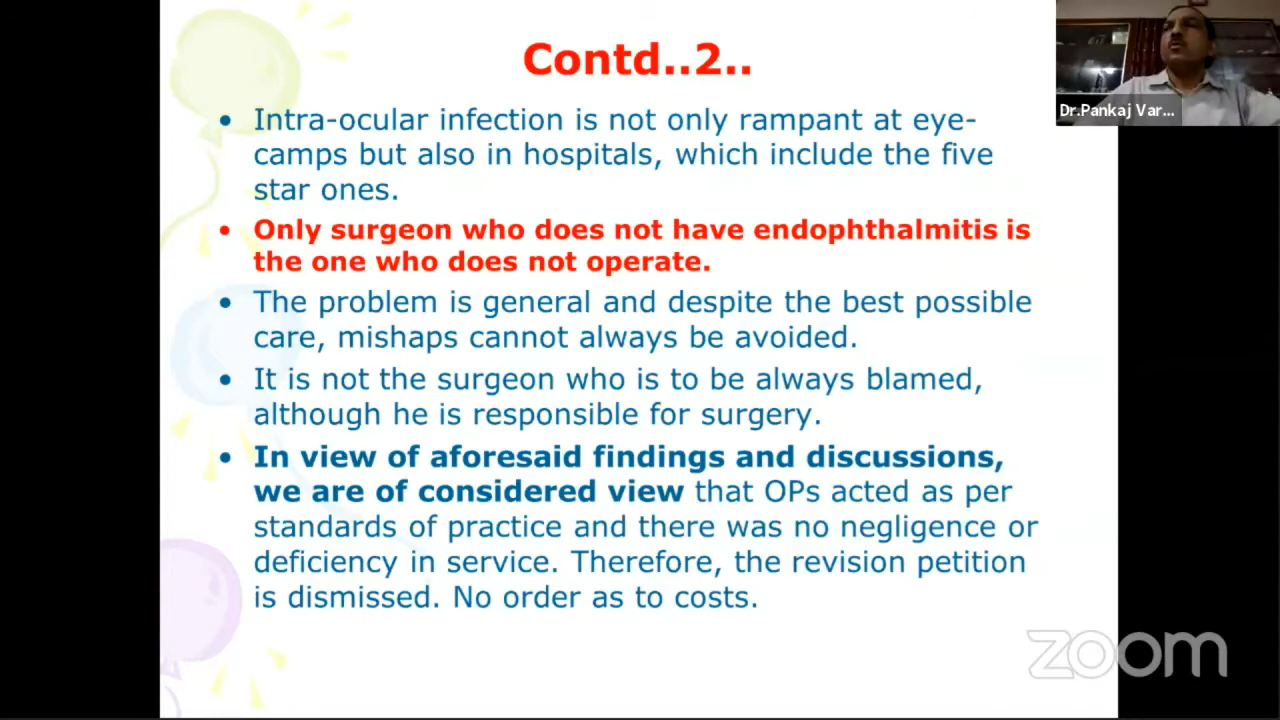 Contd..2..
• Intra-ocular infection is not only rampant at eye-
camps but also in hospitals, which include the five
star ones.
• Only surgeon who does not have endophthalmitis is
the one who does not operate.
• The problem is general and despite the best possible
care, mishaps cannot always be avoided.
• It is not the surgeon who is to be always blamed,
although he is responsible for surgery.
• In view of aforesaid findings and discussions,
we are of considered view that OPs acted as per
standards of practice and there was no negligence or
deficiency in service. Therefore, the revision petition
is dismissed. No order as to costs.
Dr.Pankaj Var...
zoom